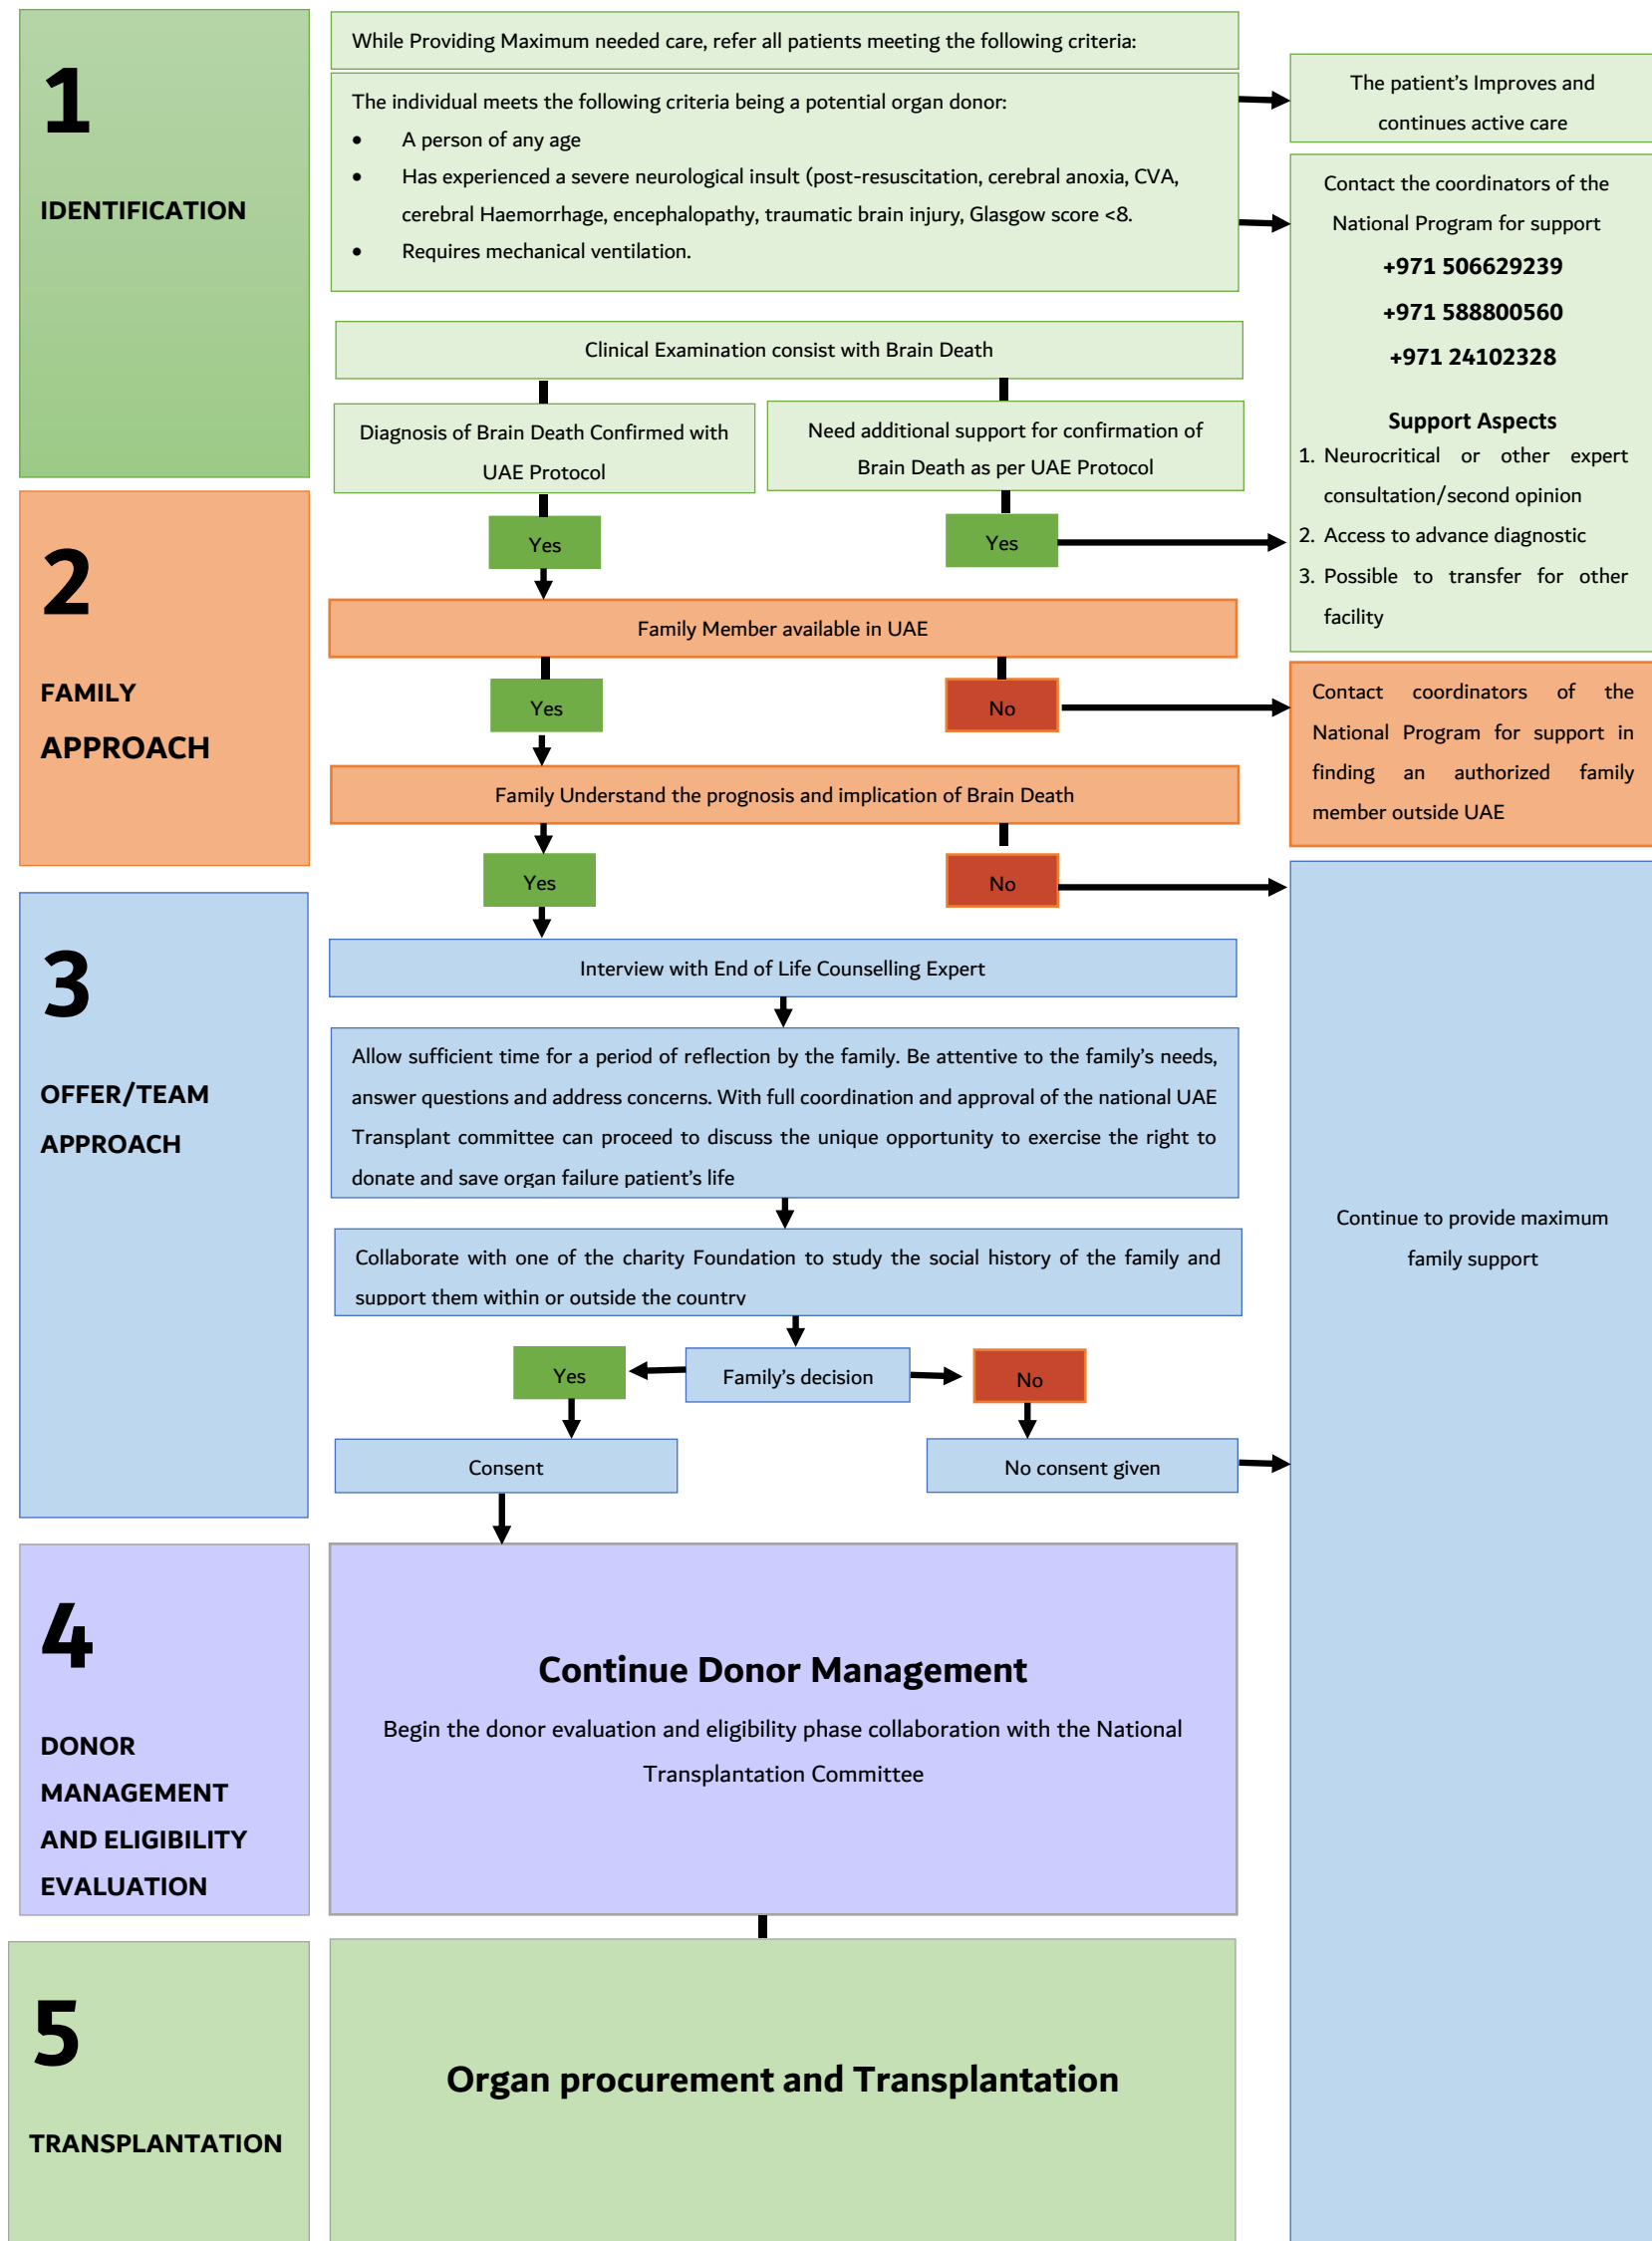 1
IDENTIFICATION
While Providing Maximum needed care, refer all patients meeting the following criteria:
The individual meets the following criteria being a potential organ donor:
• A person of any age
• Has experienced a severe neurological insult (post-resuscitation, cerebral anoxia, CVA,
cerebral Haemorrhage, encephalopathy, traumatic brain injury, Glasgow score <8.
• Requires mechanical ventilation.
The patient's Improves and
continues active care
Contact the coordinators of the
National Program for support
+971 506629239
+971 588800560
+971 24102328
Support Aspects
1. Neurocritical or other expert
consultation/second opinion
2. Access to advance diagnostic
3. Possible to transfer for other
facility
Clinical Examination consist with Brain Death
Diagnosis of Brain Death Confirmed with
UAE Protocol
Need additional support for confirmation of
Brain Death as per UAE Protocol
Yes
Yes
2
FAMILY
APPROACH
Family Member available in UAE
Yes
No
Contact coordinators of the
National Program for support in
finding an authorized family
member outside UAE
Family Understand the prognosis and implication of Brain Death
Yes
No
3
OFFER/TEAM
APPROACH
Interview with End of Life Counselling Expert
Allow sufficient time for a period of reflection by the family. Be attentive to the family's needs,
answer questions and address concerns. With full coordination and approval of the national UAE
Transplant committee can proceed to discuss the unique opportunity to exercise the right to
donate and save organ failure patient's life
Collaborate with one of the charity Foundation to study the social history of the family and
support them within or outside the country
Continue to provide maximum
family support
Yes
Family's decision
No
Consent
No consent given
4
DONOR
MANAGEMENT
AND ELIGIBILITY
EVALUATION
Continue Donor Management
Begin the donor evaluation and eligibility phase collaboration with the National
Transplantation Committee
5
TRANSPLANTATION
Organ procurement and Transplantation